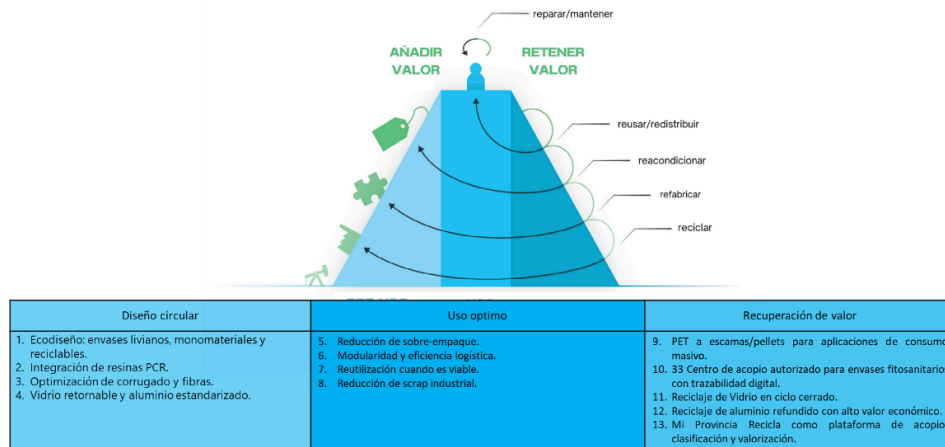 reparar/mantener
AÑADIR
VALOR
RETENER
VALOR
reusar/redistribuir
reacondicionar
refabricar
reciclar
Diseño circular
1. Ecodiseño: envases livianos, monomateriales y
reciclables.
2. Integración de resinas PCR.
3. Optimización de corrugado y fibras.
4. Vidrio retornable y aluminio estandarizado.
Uso optimo
5. Reducción de sobre-empaque.
6. Modularidad y eficiencia logística.
7. Reutilización cuando es viable.
8. Reducción de scrap industrial.
Recuperación de valor
9. PET a escamas/pellets para aplicaciones de consumo
masivo.
10. 33 Centro de acopio autorizado para envases fitosanitarios
con trazabilidad digital.
11. Reciclaje de Vidrio en ciclo cerrado.
12. Reciclaje de aluminio refundido con alto valor económico.
13. Mi Provincia Recicla como plataforma de acopio,
clasificación y valorización.